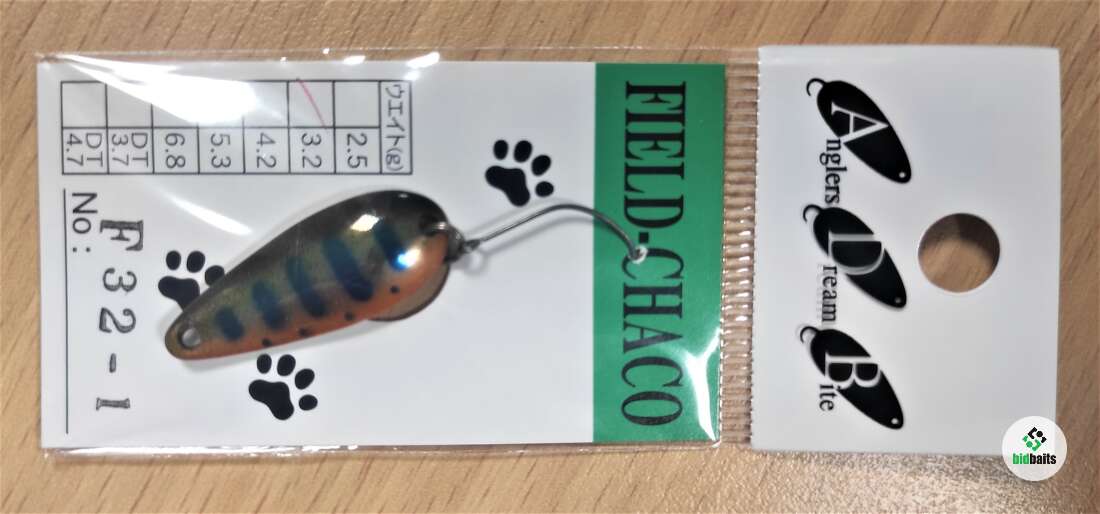 Anglers
Dream
Bite
FIELD-CHACO
ウエイト(g)
2.5
3.2
4.2
5.3
6.8
DT 3.7
DT 4.7
No: F32-1
bidbaits